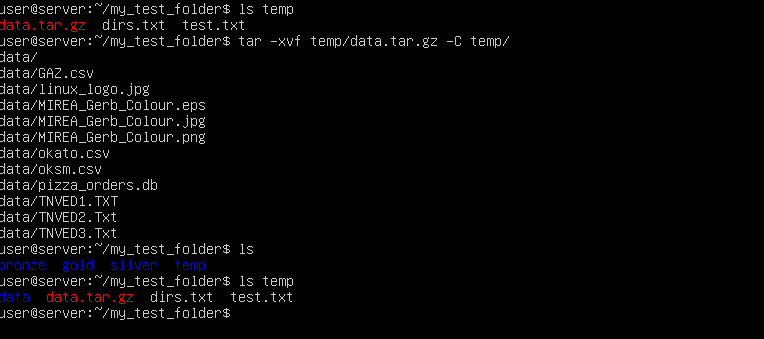 user@server:~/my_test_folder$ ls temp
data.tar.gz  dirs.txt  test.txt
user@server:~/my_test_folder$ tar -xvf temp/data.tar.gz -C temp/
data/
data/GAZ.csv
data/linux_logo.jpg
data/MIREA_Gerb_Colour.eps
data/MIREA_Gerb_Colour.jpg
data/MIREA_Gerb_Colour.png
data/okato.csv
data/oksm.csv
data/pizza_orders.db
data/TNVED1.TXT
data/TNVED2.Txt
data/TNVED3.Txt
user@server:~/my_test_folder$ ls
bronze  gold  silver  temp
user@server:~/my_test_folder$ ls temp
data  data.tar.gz  dirs.txt  test.txt
user@server:~/my_test_folder$